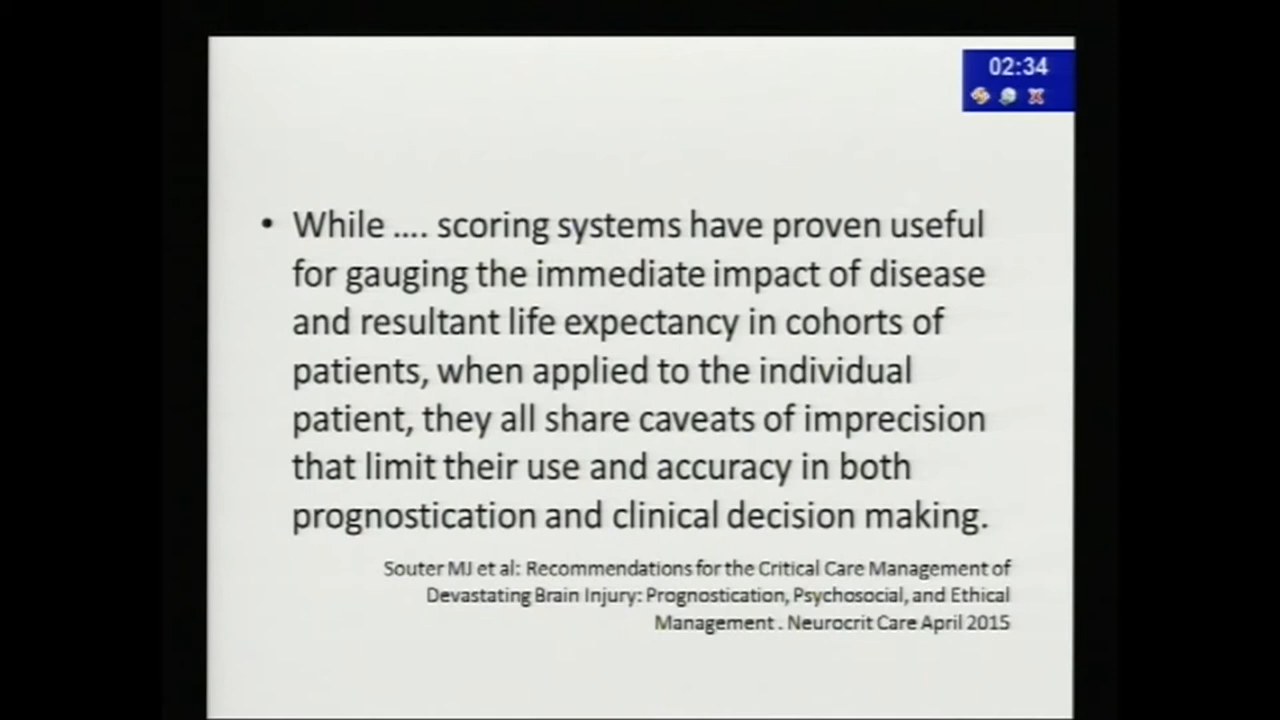 02:34
• While .... scoring systems have proven useful
for gauging the immediate impact of disease
and resultant life expectancy in cohorts of
patients, when applied to the individual
patient, they all share caveats of imprecision
that limit their use and accuracy in both
prognostication and clinical decision making.
Souter MJ et al: Recommendations for the Critical Care Management of
Devastating Brain Injury: Prognostication, Psychosocial, and Ethical
Management . Neurocrit Care April 2015